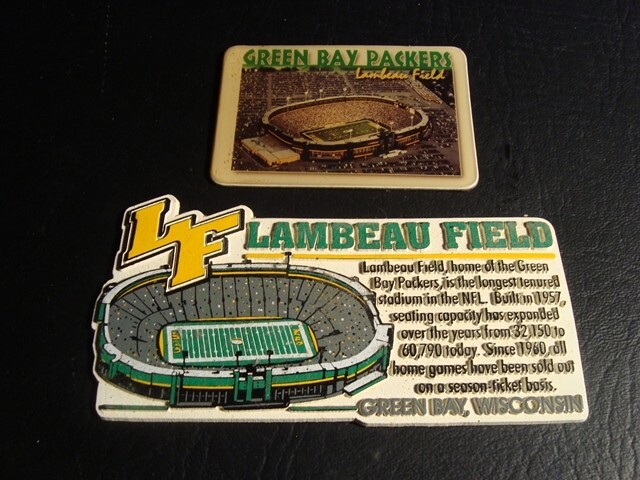 GREEN BAY PACKERS
Lambeau Field
LF LAMBEAU FIELD
Lambeau Field, home of the Green
Bay Packers, is the longest tenured
stadium in the NFL. Built in 1957,
seating capacity has expanded
over the years from 32,150 to
60,790 today. Since 1960, all
home games have been sold out
on a season-ticket basis.
GREEN BAY, WISCONSIN